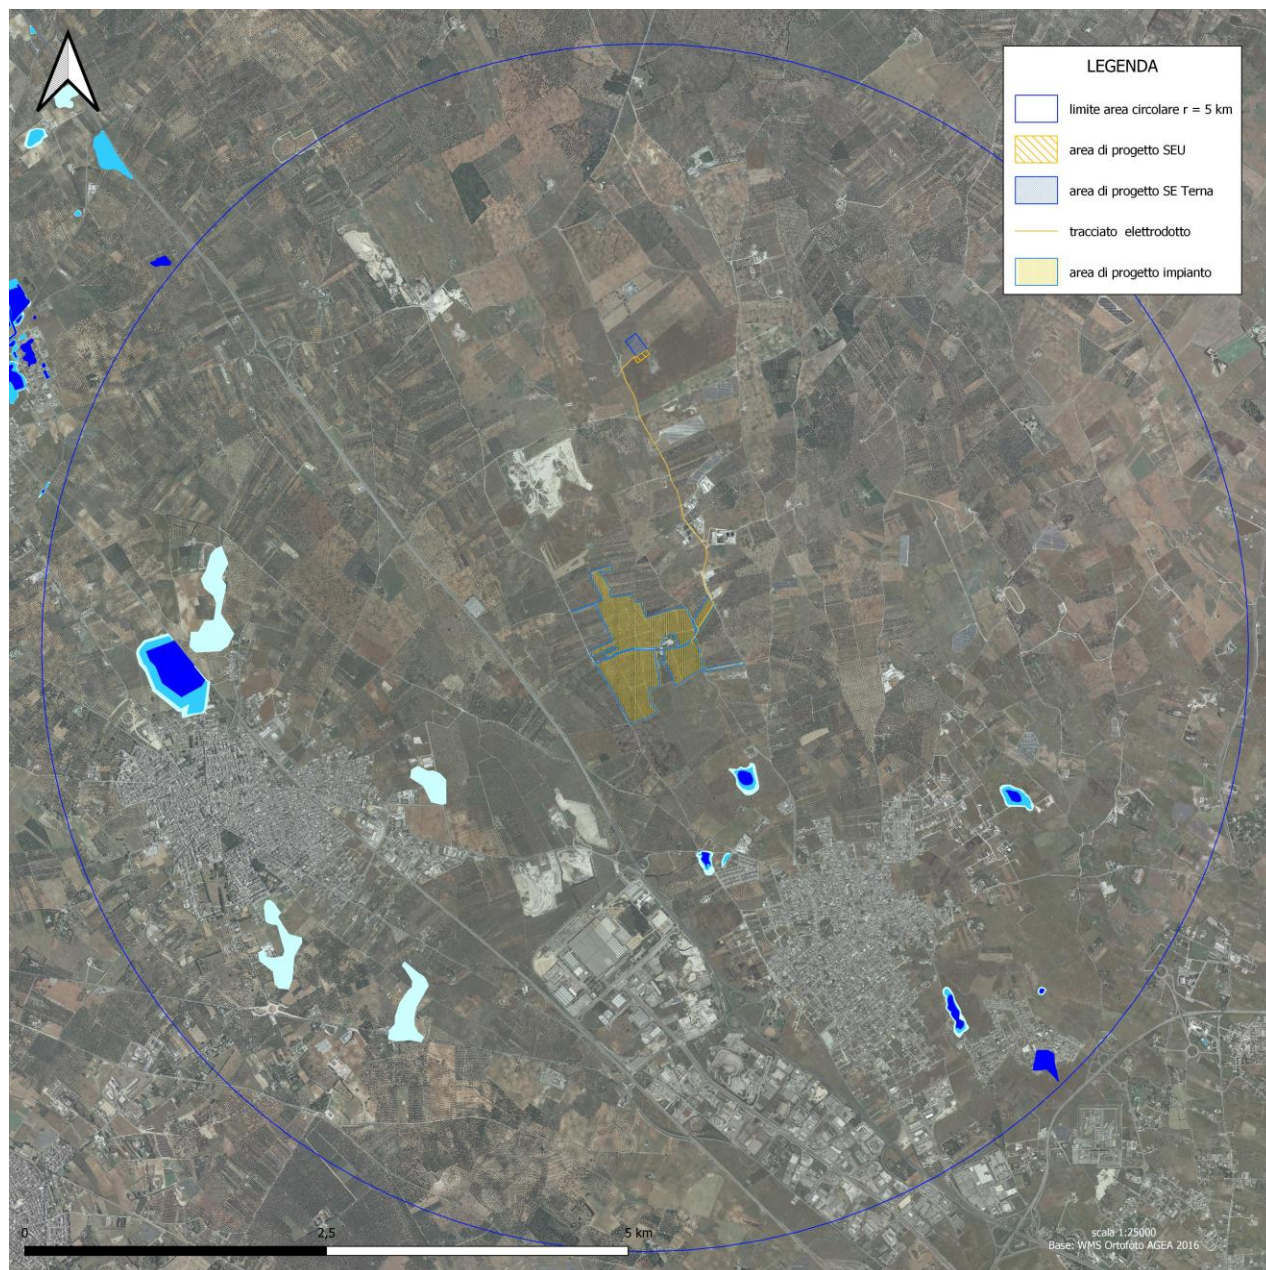 LEGENDA
limite area circolare r = 5 km
area di progetto SEU
area di progetto SE Terna
tracciato elettrodotto
area di progetto impianto
0 2,5 5 km
scala 1:25000
Base: WMS Ortofoto AGEA 2016